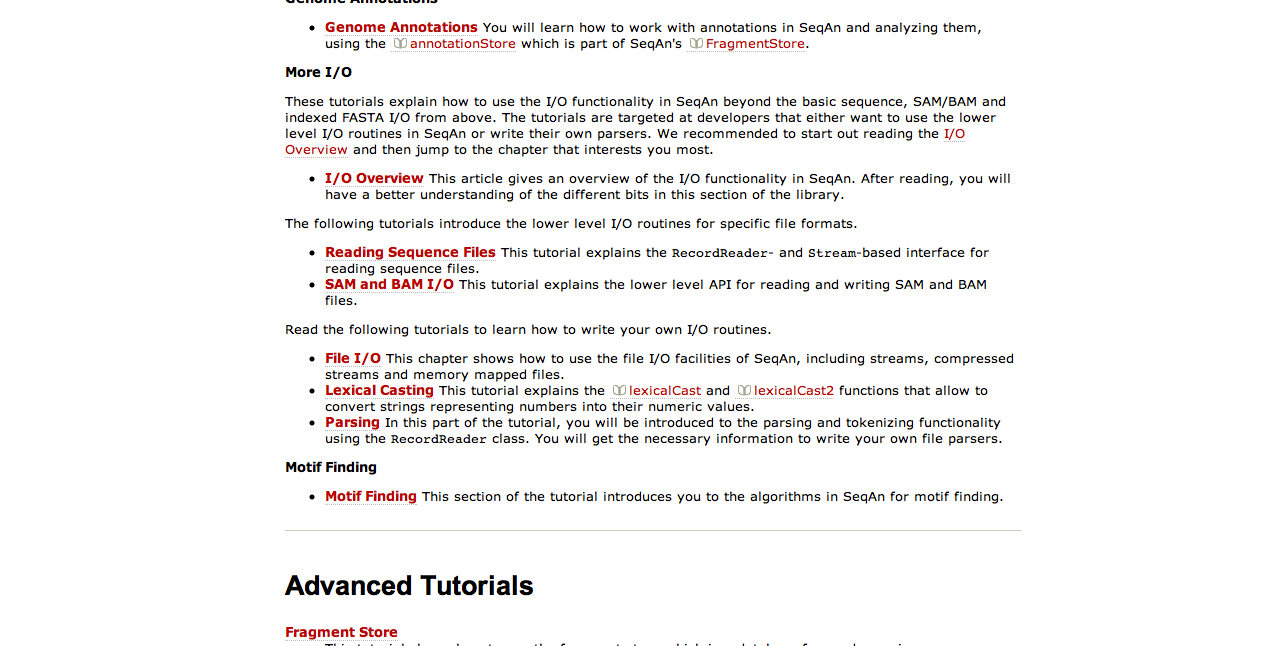 Genome Annotations
• Genome Annotations You will learn how to work with annotations in SeqAn and analyzing them,
using the annotationStore which is part of SeqAn's FragmentStore.
More I/O
These tutorials explain how to use the I/O functionality in SeqAn beyond the basic sequence, SAM/BAM and
indexed FASTA I/O from above. The tutorials are targeted at developers that either want to use the lower
level I/O routines in SeqAn or write their own parsers. We recommended to start out reading the I/O
Overview and then jump to the chapter that interests you most.
• I/O Overview This article gives an overview of the I/O functionality in SeqAn. After reading, you will
have a better understanding of the different bits in this section of the library.
The following tutorials introduce the lower level I/O routines for specific file formats.
• Reading Sequence Files This tutorial explains the RecordReader- and Stream-based interface for
reading sequence files.
• SAM and BAM I/O This tutorial explains the lower level API for reading and writing SAM and BAM
files.
Read the following tutorials to learn how to write your own I/O routines.
• File I/O This chapter shows how to use the file I/O facilities of SeqAn, including streams, compressed
streams and memory mapped files.
• Lexical Casting This tutorial explains the lexicalCast and lexicalCast2 functions that allow to
convert strings representing numbers into their numeric values.
• Parsing In this part of the tutorial, you will be introduced to the parsing and tokenizing functionality
using the RecordReader class. You will get the necessary information to write your own file parsers.
Motif Finding
• Motif Finding This section of the tutorial introduces you to the algorithms in SeqAn for motif finding.
Advanced Tutorials
Fragment Store